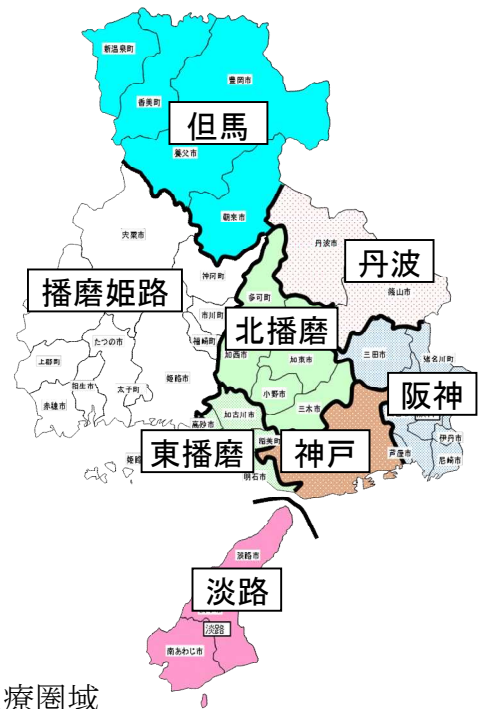 新温泉町
豊岡市
香美町
但馬
養父市
朝来市
宍粟市
丹波市
丹波
神河町
篠山市
播磨姫路
多可町
市川町
北播磨
福崎町
三田市
猪名川町
たつの市
加西市
加東市
上郡町
姫路市
阪神
相生市
太子町
小野市
赤穂市
三木市
加古川市
高砂市
伊丹市
東播磨
稲美町
神戸
芦屋市
尼崎市
明石市
淡路市
淡路
淡路
南あわじ市
療圏域